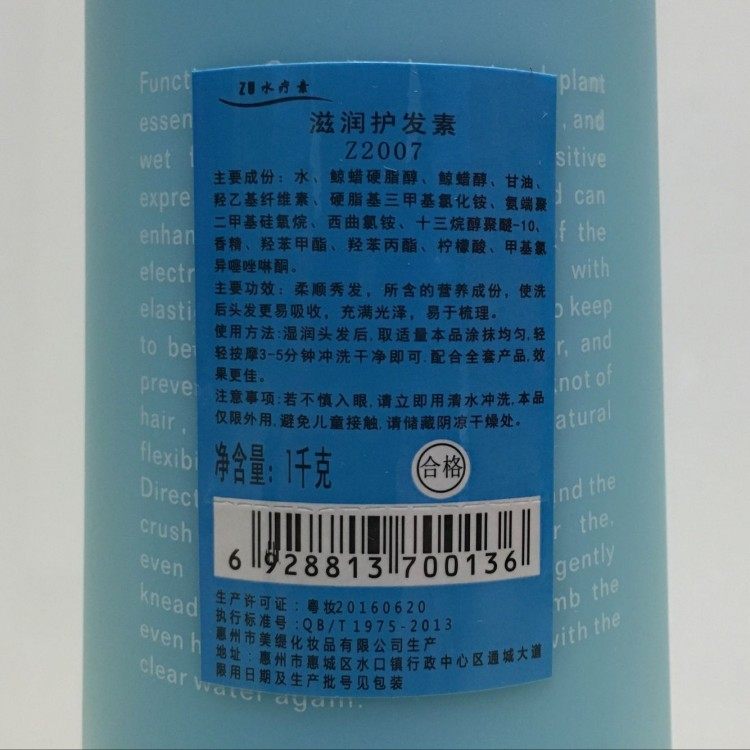 ZU 水疗素
滋润护发素
Z2007
主要成份：水、鲸蜡硬脂醇、鲸蜡醇、甘油、
羟乙基纤维素、硬脂基三甲基氯化铵、氨端聚
二甲基硅氧烷、西曲氯铵、十三烷醇聚醚-10、
香精、羟苯甲酯、羟苯丙酯、柠檬酸、甲基氯
异噻唑啉酮。
主要功效：柔顺秀发，所含的营养成份，使洗
后头发更易吸收，充满光泽，易于梳理。
使用方法:湿润头发后,取适量本品涂抹均匀,轻
轻按摩3-5分钟冲洗干净即可.配合全套产品,效
果更佳。
注意事项:若不慎入眼,请立即用清水冲洗,本品
仅限外用,避免儿童接触,请储藏阴凉干燥处。
净含量：1千克
合格
6 928813 700136
生产许可证：粤妆20160620
执行标准号:QB/T 1975-2013
惠州市美缇化妆品有限公司生产
地址：惠州市惠城区水口镇行政中心区通城大道
限用日期及生产批号见包装
plant
essen , and
wet sitive
expre can
enhan f the
electr with
elasti keep
to be r, and
preve knot of
hair , atural
flexibi
Direct and the
crush the,
even gently
knead mb the
even h with the
clear water again.